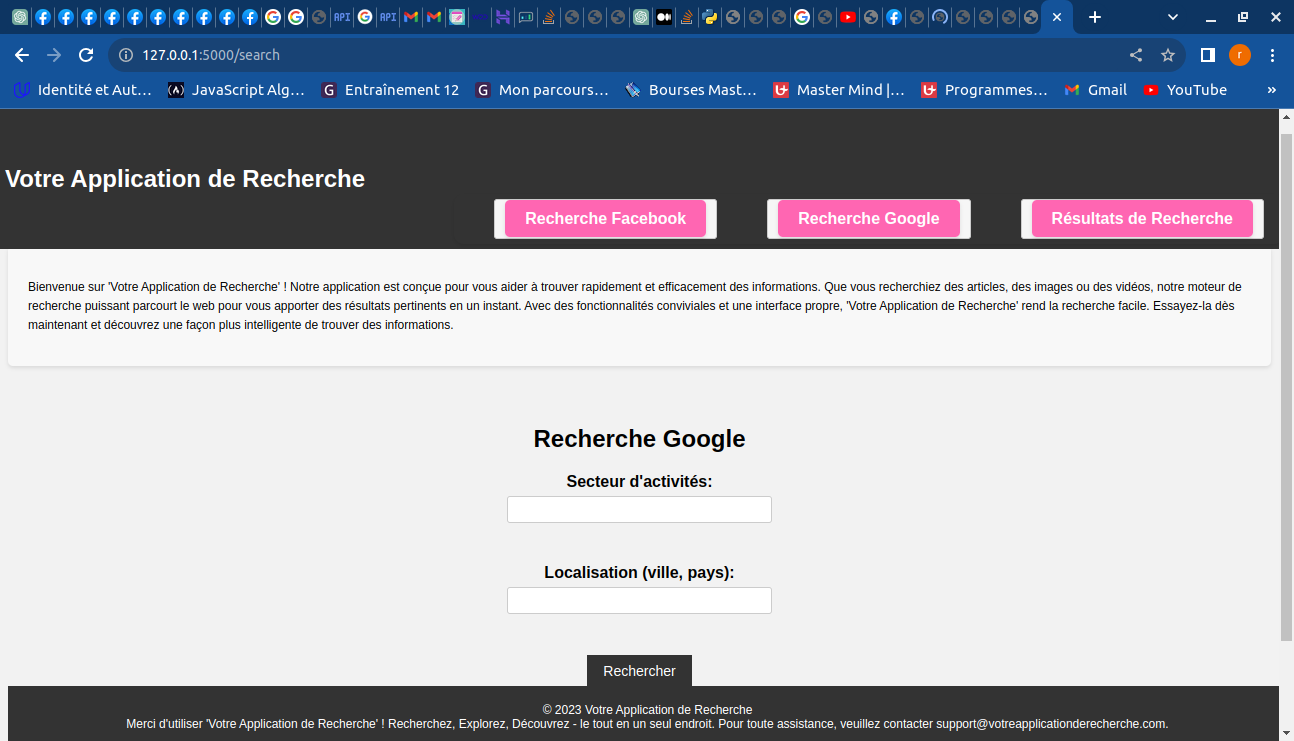 API
API
127.0.0.1:5000/search
r
Identité et Aut…
JavaScript Alg…
Entraînement 12
Mon parcours…
Bourses Mast…
Master Mind |…
Programmes…
Gmail
YouTube
»
Votre Application de Recherche
Recherche Facebook
Recherche Google
Résultats de Recherche
Bienvenue sur 'Votre Application de Recherche' ! Notre application est conçue pour vous aider à trouver rapidement et efficacement des informations. Que vous recherchiez des articles, des images ou des vidéos, notre moteur de
recherche puissant parcourt le web pour vous apporter des résultats pertinents en un instant. Avec des fonctionnalités conviviales et une interface propre, 'Votre Application de Recherche' rend la recherche facile. Essayez-la dès
maintenant et découvrez une façon plus intelligente de trouver des informations.
Recherche Google
Secteur d'activités:
Localisation (ville, pays):
Rechercher
© 2023 Votre Application de Recherche
Merci d'utiliser 'Votre Application de Recherche' ! Recherchez, Explorez, Découvrez - le tout en un seul endroit. Pour toute assistance, veuillez contacter support@votreapplicationderecherche.com.